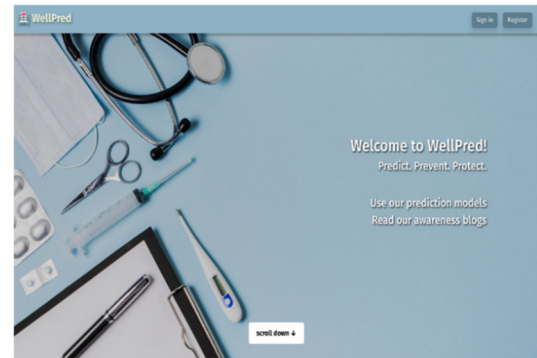 WellPred
Sign in
Register
Welcome to WellPred!
Predict. Prevent. Protect.
Use our prediction models
Read our awareness blogs
scroll down ↓